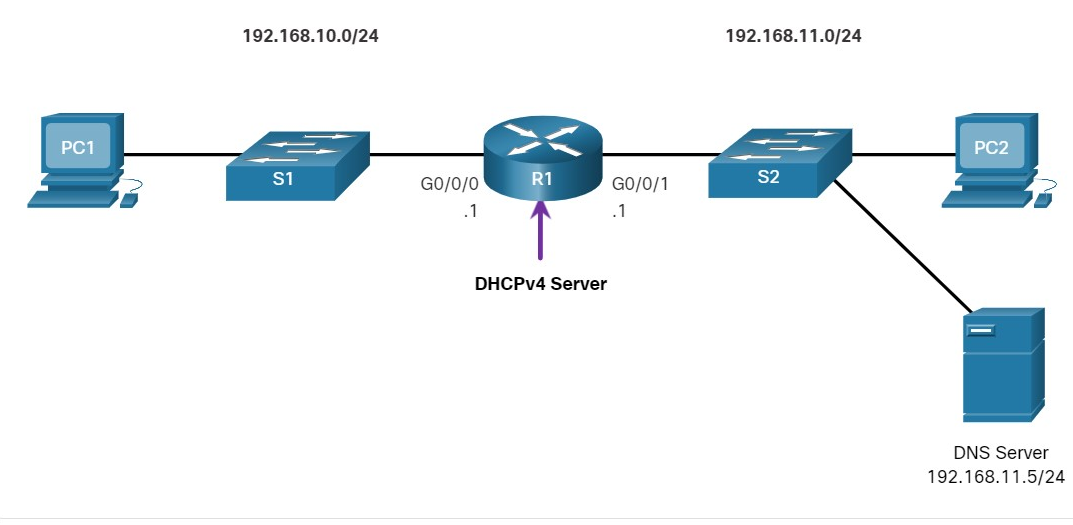 192.168.10.0/24
192.168.11.0/24
PC1
S1
G0/0/0
.1
R1
G0/0/1
.1
S2
PC2
DHCPv4 Server
DNS Server
192.168.11.5/24